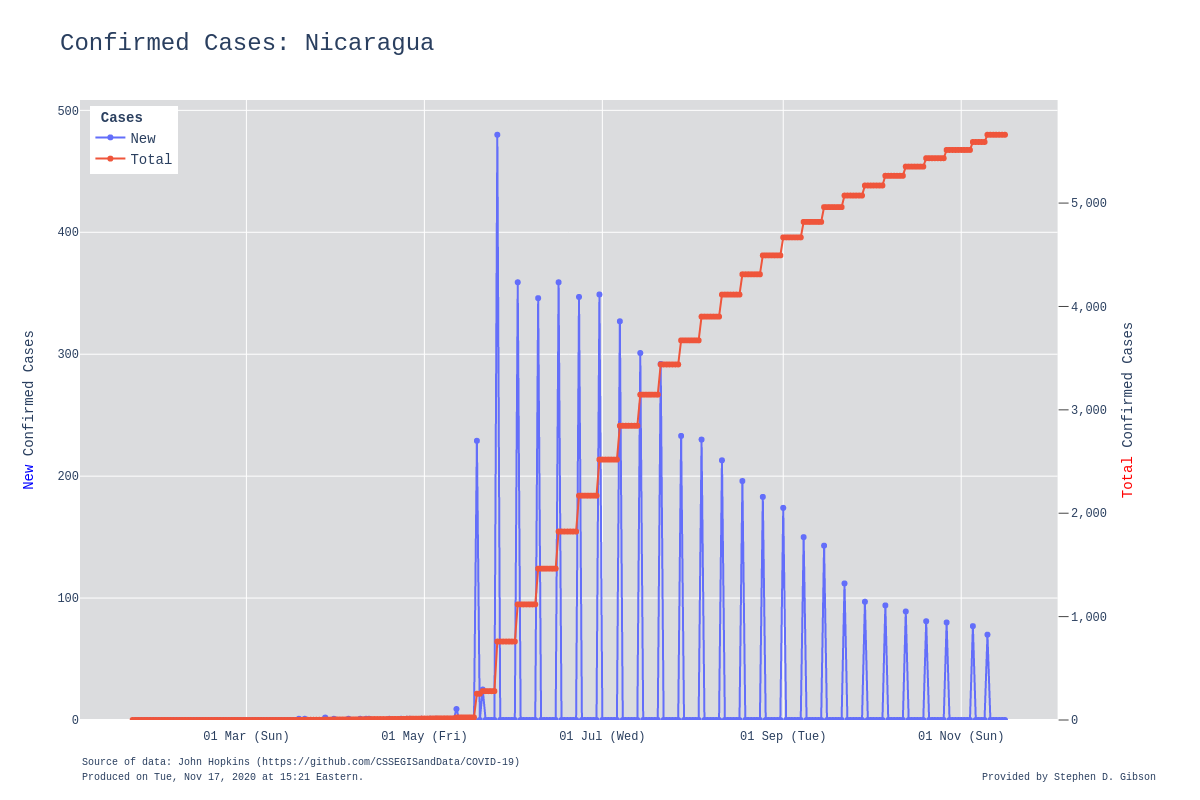 Confirmed Cases: Nicaragua
Cases
New
Total
500
400
300
200
100
0
5,000
4,000
3,000
2,000
1,000
0
New Confirmed Cases
Total Confirmed Cases
01 Mar (Sun)
01 May (Fri)
01 Jul (Wed)
01 Sep (Tue)
01 Nov (Sun)
Source of data: John Hopkins (https://github.com/CSSEGISandData/COVID-19)
Produced on Tue, Nov 17, 2020 at 15:21 Eastern.
Provided by Stephen D. Gibson